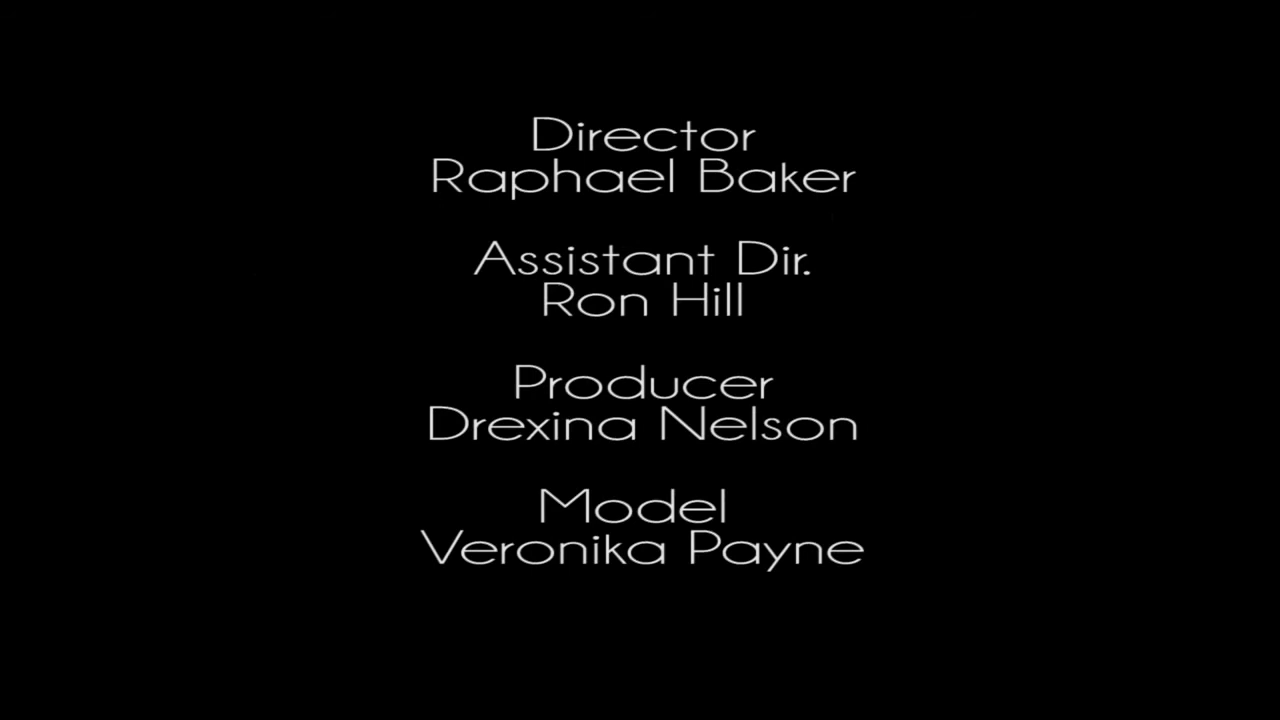 Director
Raphael Baker
Assistant Dir.
Ron Hill
Producer
Drexina Nelson
Model
Veronika Payne